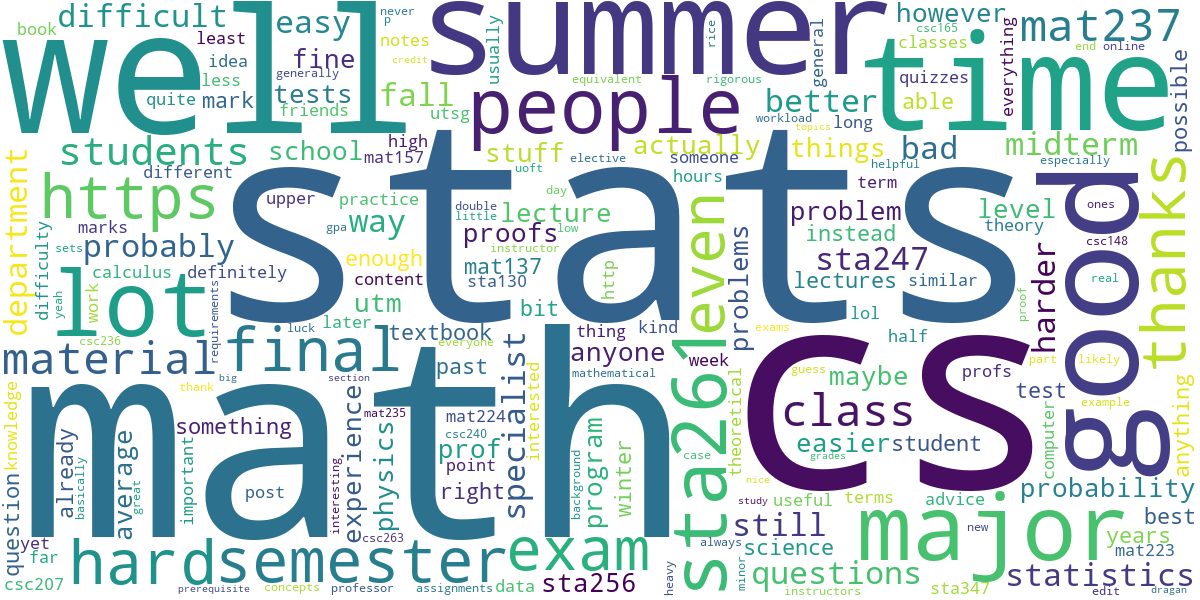 book
difficult
never
p
summer
however
csc165
mat237
well
least
easy
notes
usually
rice
general
classes
everything
end
online
idea
fine
credit
time
possible
less
generally
equivalent
rigorous
quizzes
quite
mark
tests
fall
people
better
able
friends
utsg
workload
long
topics
students
school
high
mat157
stuff
actually
things
bad
midterm
different
elective
someone
helpful
especially
department
https
stats
upper
practice
uoft
hours
term
good
thanks
way
gpa
double
little
lecture
day
low
problem
level
ones
probably
marks
proofs
instructor
instead
theory
csc148
sets
enough
mat137
sta247
difficulty
lot
calculus
definitely
content
sta130
http
even
problems
lectures
similar
real
yeah
work
requirements
utm
bit
proof
harder
later
luck
textbook
thing
kind
lol
half
csc236
final
everyone
anyone
exams
end
part
likely
material
specialist
past
week
guess
profs
big
section
mathematical
sta261
maybe
test
thank
math
cs
class
example
knowledge
experience
mat235
mat224
interested
theoretical
computer
anything
something
csc240
easier
student
already
average
important
physics
prof
background
program
winter
case
grades
question
basically
great
post
point
right
nice
probability
interesting
study
useful
terms
advice
csc263
major
best
yet
far
hard
semester
exam
always
still
new
years
science
mat223
csc207
prerequisite
concepts
professor
assignments
data
sta256
heavy
minor
questions
instructors
sta347
statistics
edit
dragan